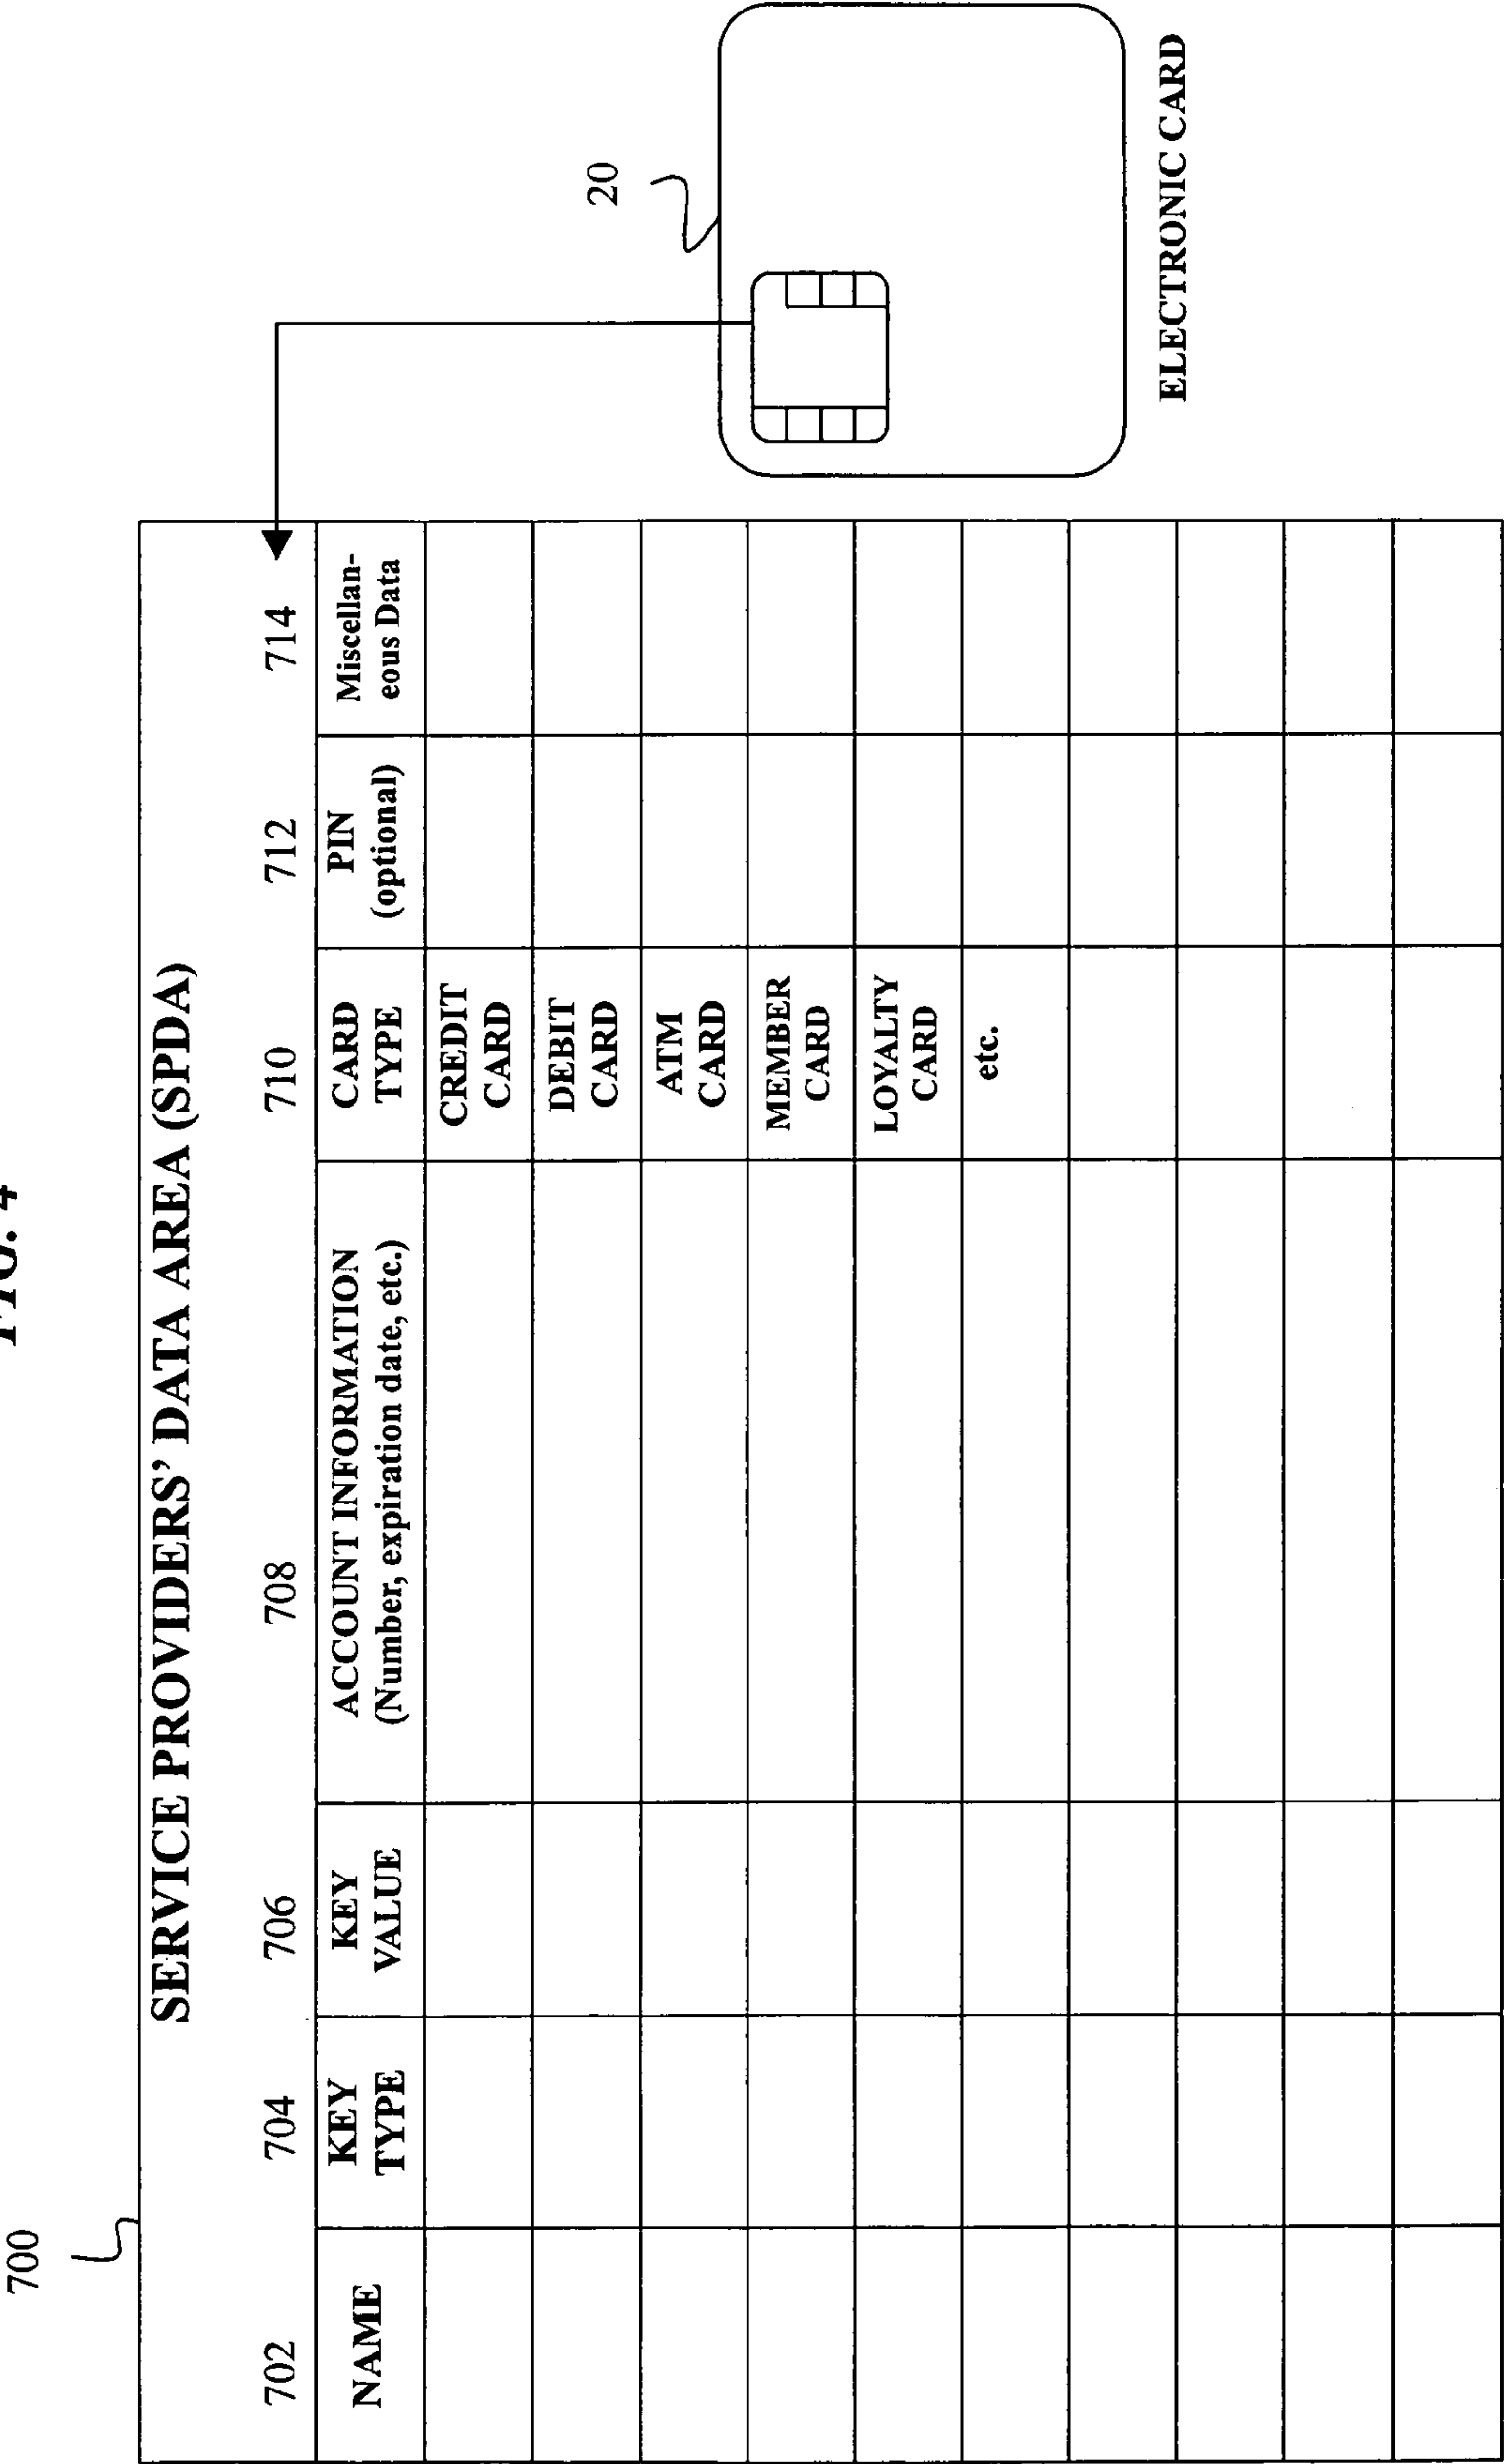 FIG. 4
700
SERVICE PROVIDERS' DATA AREA (SPDA)
702
704
706
708
710
712
714
NAME
KEY
TYPE
KEY
VALUE
ACCOUNT INFORMATION
(Number, expiration date, etc.)
CARD
TYPE
PIN
(optional)
Miscellan-
eous Data
CREDIT
CARD
DEBIT
CARD
ATM
CARD
MEMBER
CARD
LOYALTY
CARD
etc.
20
ELECTRONIC CARD